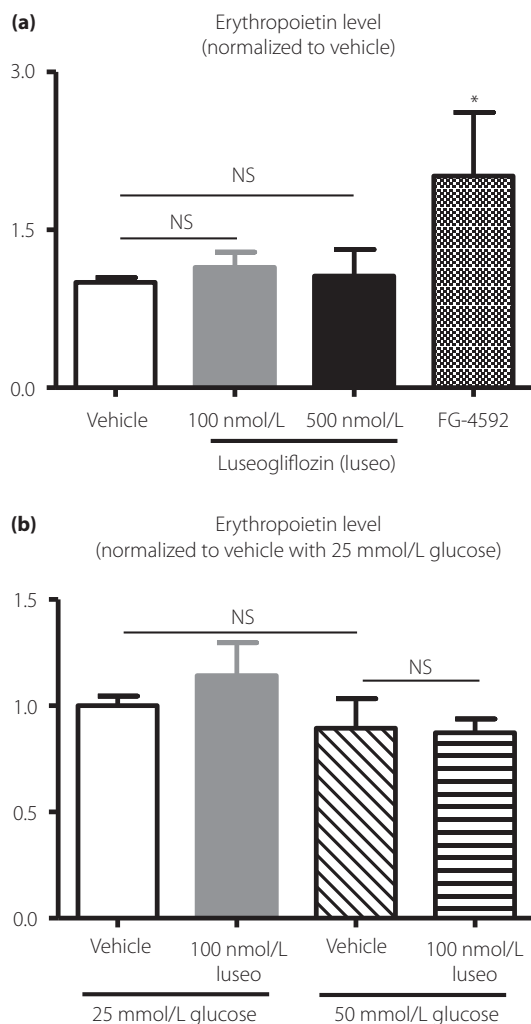 (a)
Erythropoietin level
(normalized to vehicle)
3.0
*
NS
NS
1.5
0.0
Vehicle
100 nmol/L
500 nmol/L
FG-4592
Luseogliflozin (luseo)
(b)
Erythropoietin level
(normalized to vehicle with 25 mmol/L glucose)
1.5
NS
NS
1.0
0.5
0.0
Vehicle
100 nmol/L
luseo
Vehicle
100 nmol/L
luseo
25 mmol/L glucose
50 mmol/L glucose